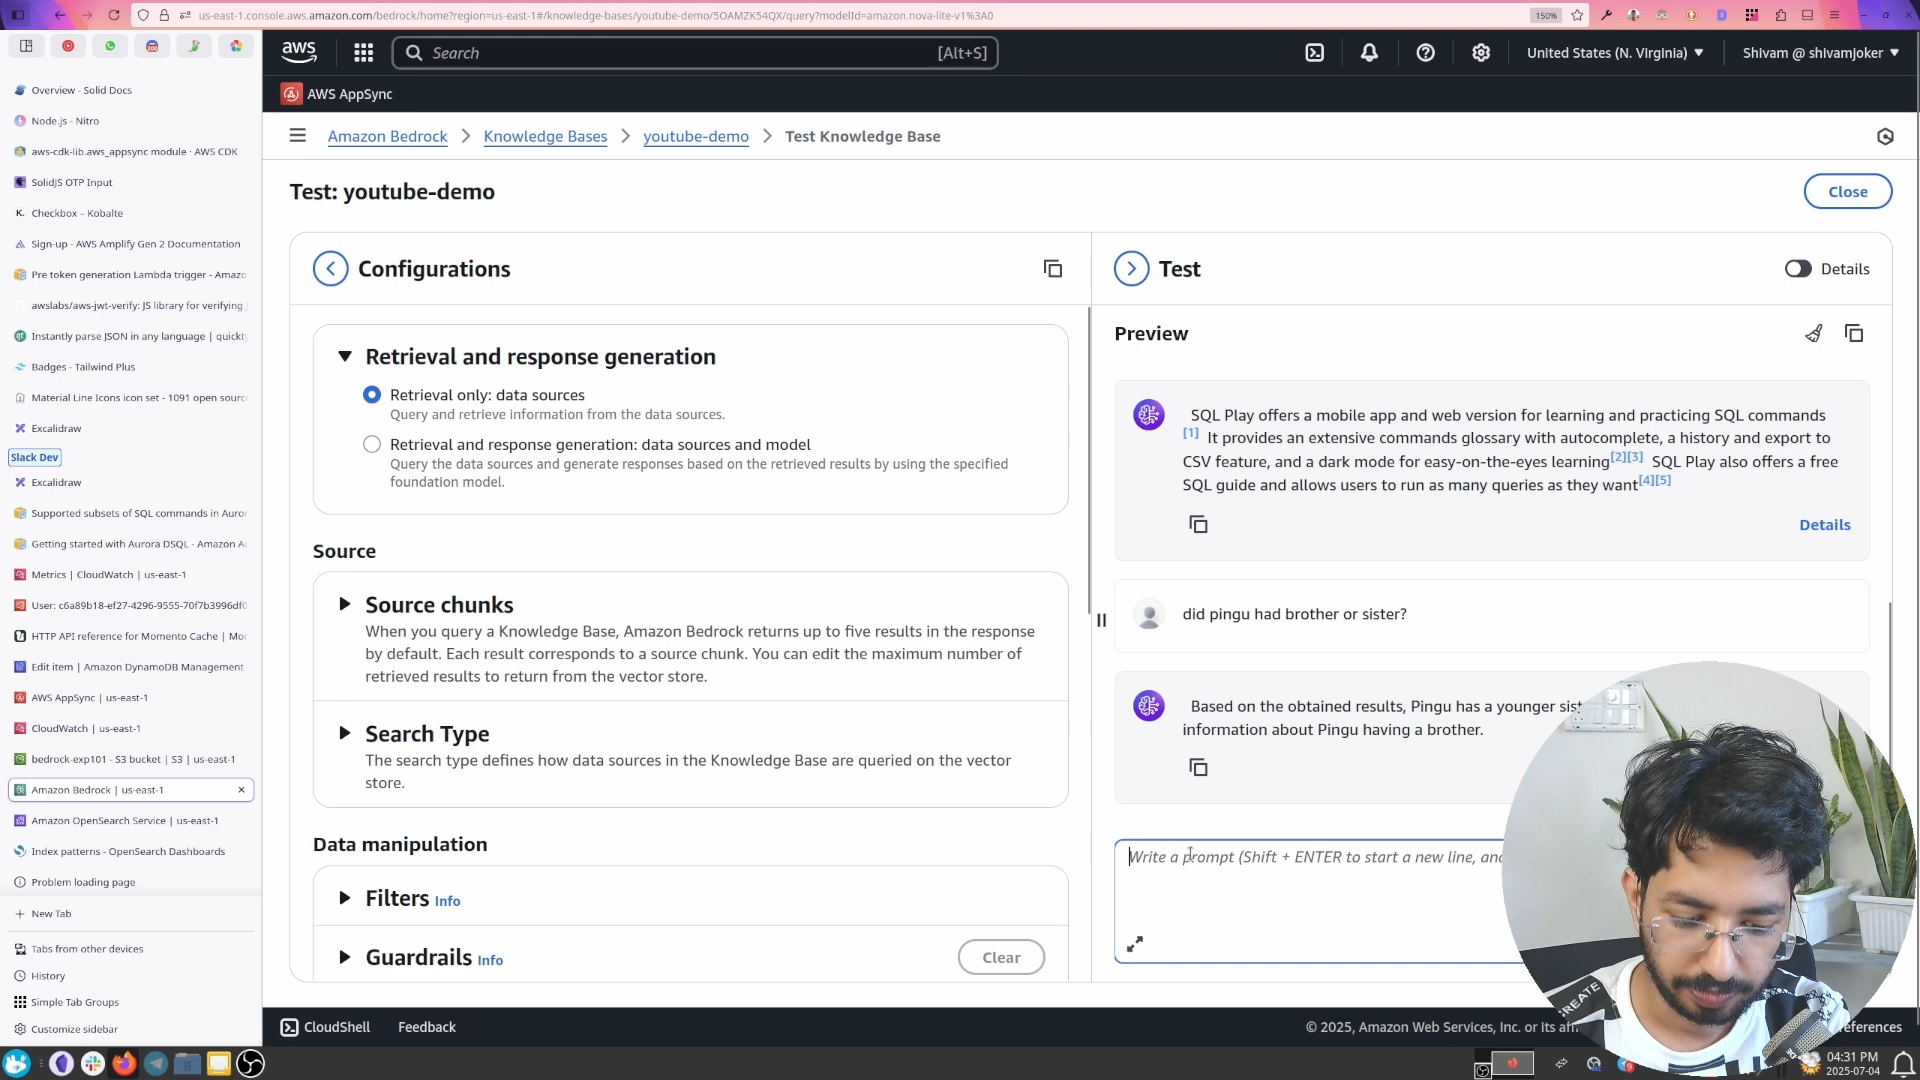 us-east-1.console.aws.amazon.com/bedrock/home?region=us-east-1#/knowledge-bases/youtube-demo/5OAMZK54QX/query?modelId=amazon.nova-lite-v1%3A0
150%
aws
Search
[Alt+S]
United States (N. Virginia)
Shivam @ shivamjoker
AWS AppSync
Overview - Solid Docs
Node.js - Nitro
aws-cdk-lib.aws_appsync module · AWS CDK
SolidJS OTP Input
Checkbox – Kobalte
Sign-up - AWS Amplify Gen 2 Documentation
Pre token generation Lambda trigger - Amazo
awslabs/aws-jwt-verify: JS library for verifying
Instantly parse JSON in any language | quickt
Badges - Tailwind Plus
Material Line Icons icon set - 1091 open sourc
Excalidraw
Slack Dev
Excalidraw
Supported subsets of SQL commands in Auror
Getting started with Aurora DSQL - Amazon Au
Metrics | CloudWatch | us-east-1
User: c6a89b18-ef27-4296-9555-70f7b3996df0
HTTP API reference for Momento Cache | Mo
Edit item | Amazon DynamoDB Management
AWS AppSync | us-east-1
CloudWatch | us-east-1
bedrock-exp101 - S3 bucket | S3 | us-east-1
Amazon Bedrock | us-east-1
Amazon OpenSearch Service | us-east-1
Index patterns - OpenSearch Dashboards
Problem loading page
New Tab
Tabs from other devices
History
Simple Tab Groups
Customize sidebar
Amazon Bedrock
Knowledge Bases
youtube-demo
Test Knowledge Base
Test: youtube-demo
Close
Configurations
Retrieval and response generation
Retrieval only: data sources
Query and retrieve information from the data sources.
Retrieval and response generation: data sources and model
Query the data sources and generate responses based on the retrieved results by using the specified
foundation model.
Source
Source chunks
When you query a Knowledge Base, Amazon Bedrock returns up to five results in the response
by default. Each result corresponds to a source chunk. You can edit the maximum number of
retrieved results to return from the vector store.
Search Type
The search type defines how data sources in the Knowledge Base are queried on the vector
store.
Data manipulation
Filters Info
Guardrails Info
Clear
Test
Details
Preview
SQL Play offers a mobile app and web version for learning and practicing SQL commands
[1] It provides an extensive commands glossary with autocomplete, a history and export to
CSV feature, and a dark mode for easy-on-the-eyes learning[2][3] SQL Play also offers a free
SQL guide and allows users to run as many queries as they want[4][5]
Details
did pingu had brother or sister?
Based on the obtained results, Pingu has a younger sist
information about Pingu having a brother.
Write a prompt (Shift + ENTER to start a new line, and
CREATE
CloudShell
Feedback
© 2025, Amazon Web Services, Inc. or its aff
eferences
04:31 PM
2025-07-04